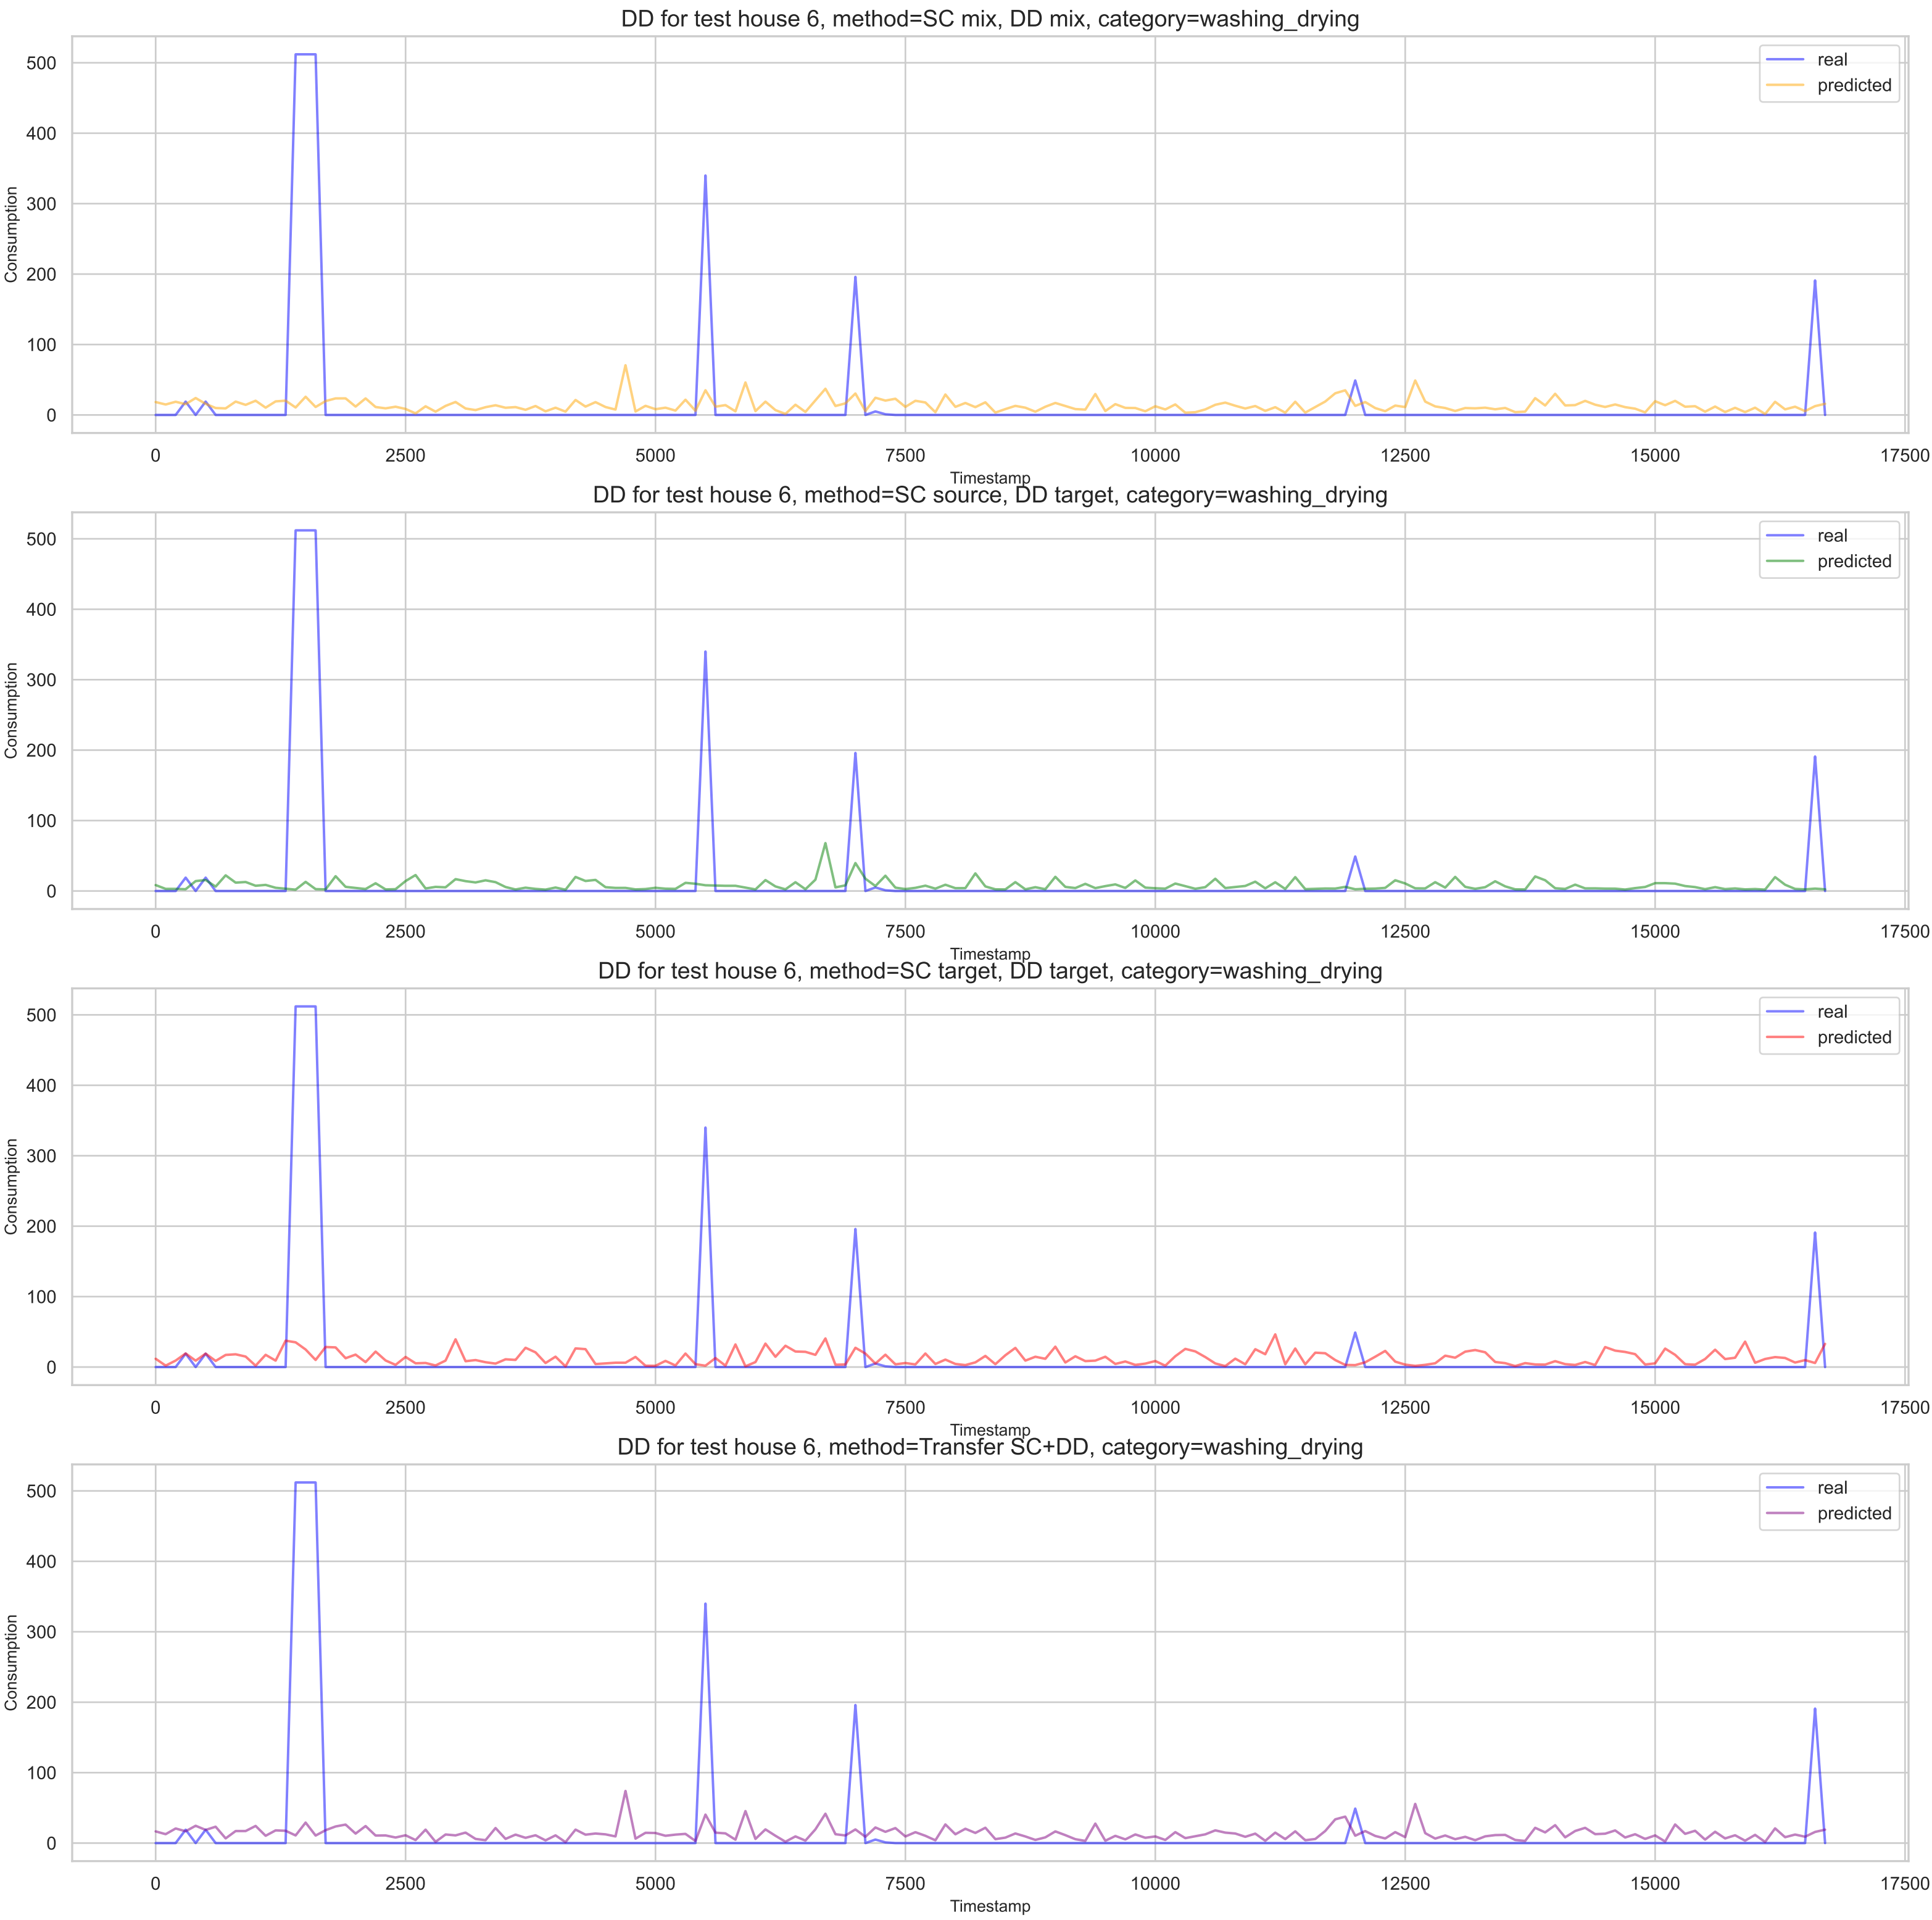 DD for test house 6, method=SC mix, DD mix, category=washing_drying
real
predicted
500
400
300
200
100
0
Consumption
0 2500 5000 7500 10000 12500 15000 17500
Timestamp
DD for test house 6, method=SC source, DD target, category=washing_drying
real
predicted
500
400
300
200
100
0
Consumption
0 2500 5000 7500 10000 12500 15000 17500
Timestamp
DD for test house 6, method=SC target, DD target, category=washing_drying
real
predicted
500
400
300
200
100
0
Consumption
0 2500 5000 7500 10000 12500 15000 17500
Timestamp
DD for test house 6, method=Transfer SC+DD, category=washing_drying
real
predicted
500
400
300
200
100
0
Consumption
0 2500 5000 7500 10000 12500 15000 17500
Timestamp